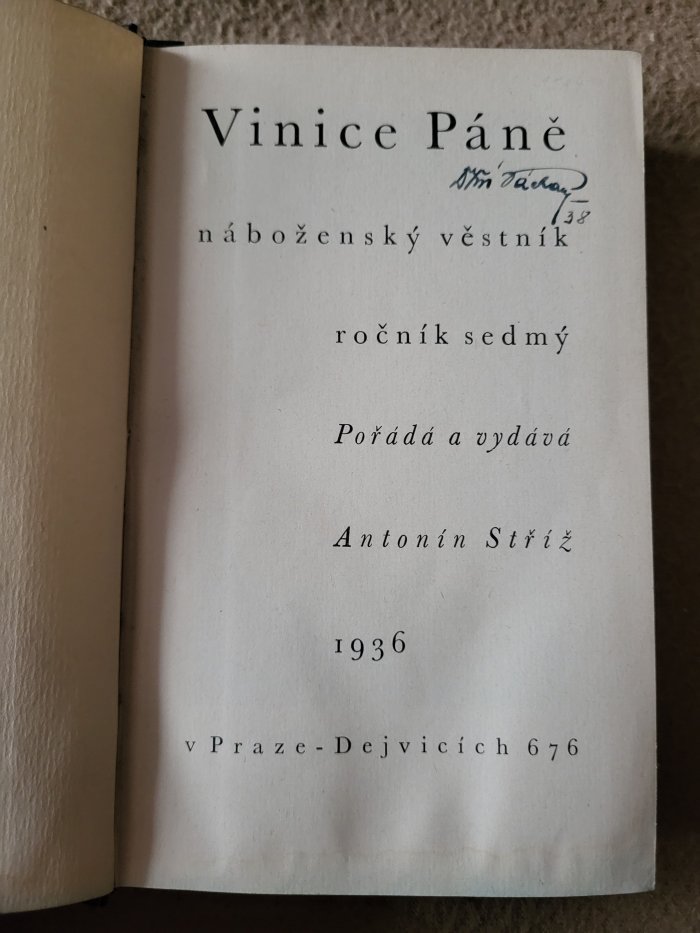 Vinice Páně
38
náboženský věstník
ročník sedmý
Pořádá a vydává
Antonín Stříž
1936
v Praze-Dejvicích 676